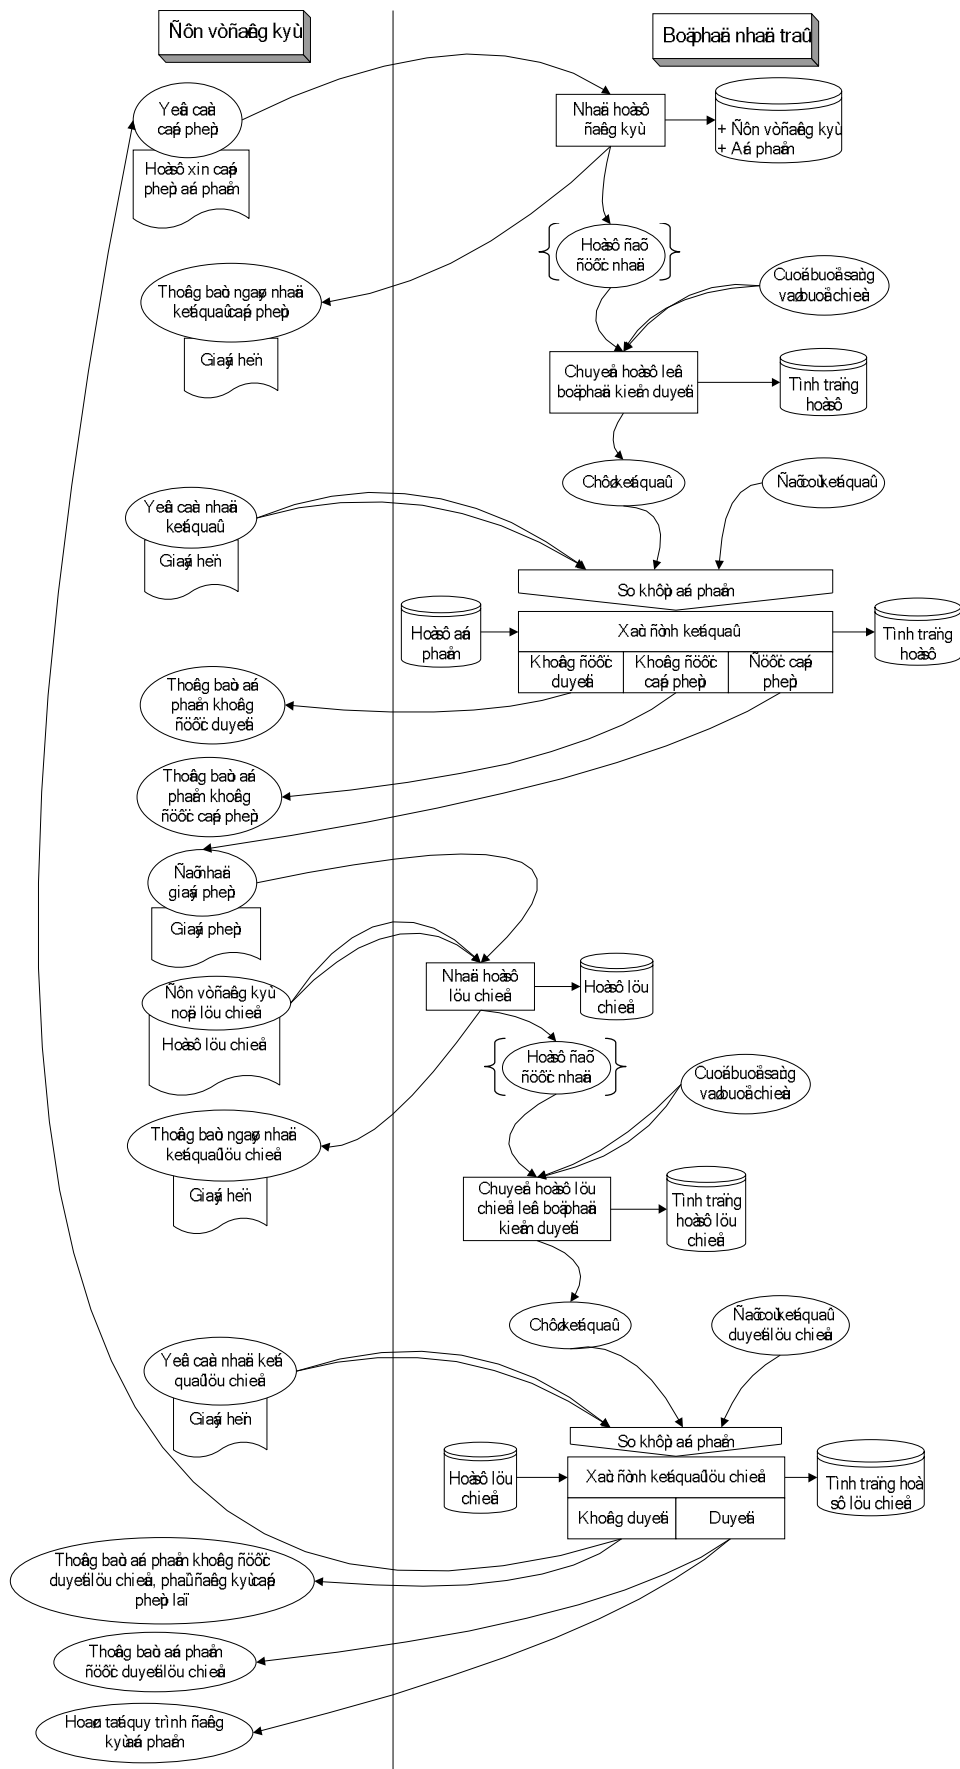 Ñôn vò ñaêng kyù
Boä phaän nhaän traû
Yeâu caàu
caáp pheùp
Hoà sô xin caáp
pheùp aán phaåm
Nhaän hoà sô
ñaêng kyù
+ Ñôn vò ñaêng kyù
+ Aán phaåm
Hoà sô ñaõ
ñöôïc nhaän
Thoâng baùo ngaøy nhaän
keát quaû caáp pheùp
Giaáy heïn
Cuoái buoåi saùng
vaø buoåi chieàu
Chuyeån hoà sô leân
boä phaän kieåm duyeät
Tình traïng
hoà sô
Chôø keát quaû
Ñaõ coù keát quaû
Yeâu caàu nhaän
keát quaû
Giaáy heïn
So khôùp aán phaåm
Hoà sô aán
phaåm
Xaùc ñònh keát quaû
Tình traïng
hoà sô
Khoâng ñöôïc
duyeät
Khoâng ñöôïc
caáp pheùp
Ñöôïc caáp
pheùp
Thoâng baùo aán
phaåm khoâng
ñöôïc duyeät
Thoâng baùo aán
phaåm khoâng
ñöôïc caáp pheùp
Ñaõ nhaän
giaáy pheùp
Giaáy pheùp
Ñôn vò ñaêng kyù
noäp löu chieåu
Hoà sô löu chieåu
Nhaän hoà sô
löu chieåu
Hoà sô löu
chieåu
Hoà sô ñaõ
ñöôïc nhaän
Cuoái buoåi saùng
vaø buoåi chieàu
Thoâng baùo ngaøy nhaän
keát quaû löu chieåu
Giaáy heïn
Chuyeån hoà sô löu
chieåu leân boä phaän
kieåm duyeät
Tình traïng
hoà sô löu
chieåu
Chôø keát quaû
Ñaõ coù keát quaû
duyeät löu chieåu
Yeâu caàu nhaän keát
quaû löu chieåu
Giaáy heïn
So khôùp aán phaåm
Hoà sô löu
chieåu
Xaùc ñònh keát quaû löu chieåu
Tình traïng hoà
sô löu chieåu
Khoâng duyeät
Duyeät
Thoâng baùo aán phaåm khoâng ñöôïc
duyeät löu chieåu, phaûi ñaêng kyù caáp
pheùp laïi
Thoâng baùo aán phaåm
ñöôïc duyeät löu chieåu
Hoaøn taát quy trình ñaêng
kyù aán phaåm